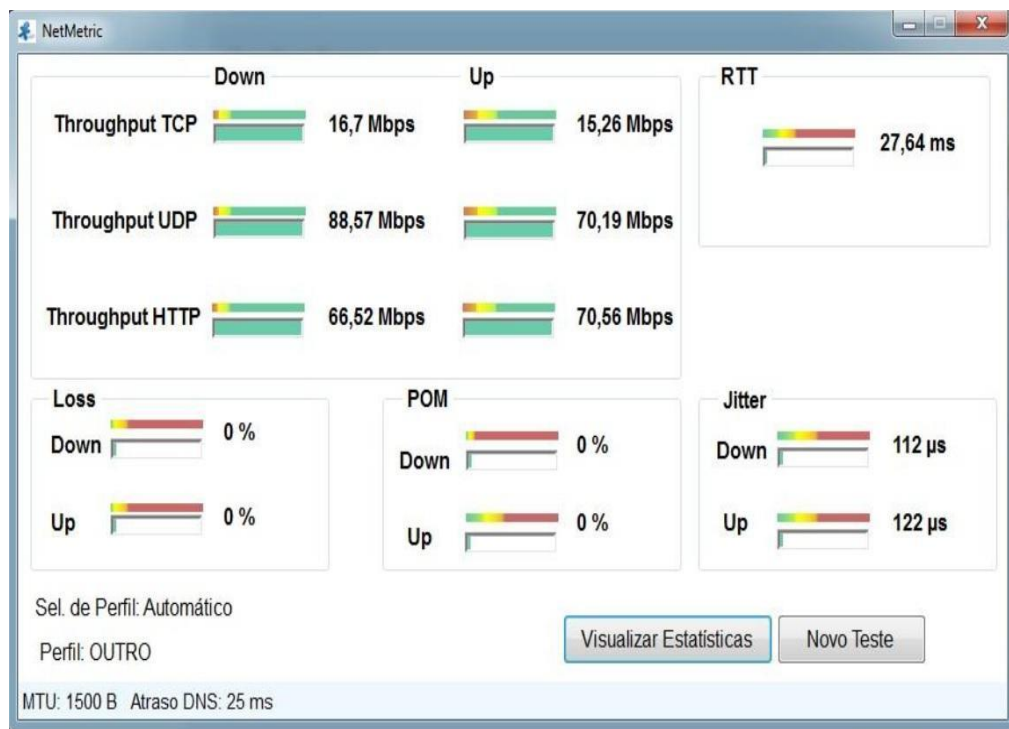 NetMetric
Down Up RTT
Throughput TCP 16,7 Mbps 15,26 Mbps 27,64 ms
Throughput UDP 88,57 Mbps 70,19 Mbps
Throughput HTTP 66,52 Mbps 70,56 Mbps
Loss POM Jitter
Down 0 % Down 0 % Down 112 µs
Up 0 % Up 0 % Up 122 µs
Sel. de Perfil: Automático
Perfil: OUTRO
Visualizar Estatísticas Novo Teste
MTU: 1500 B Atraso DNS: 25 ms